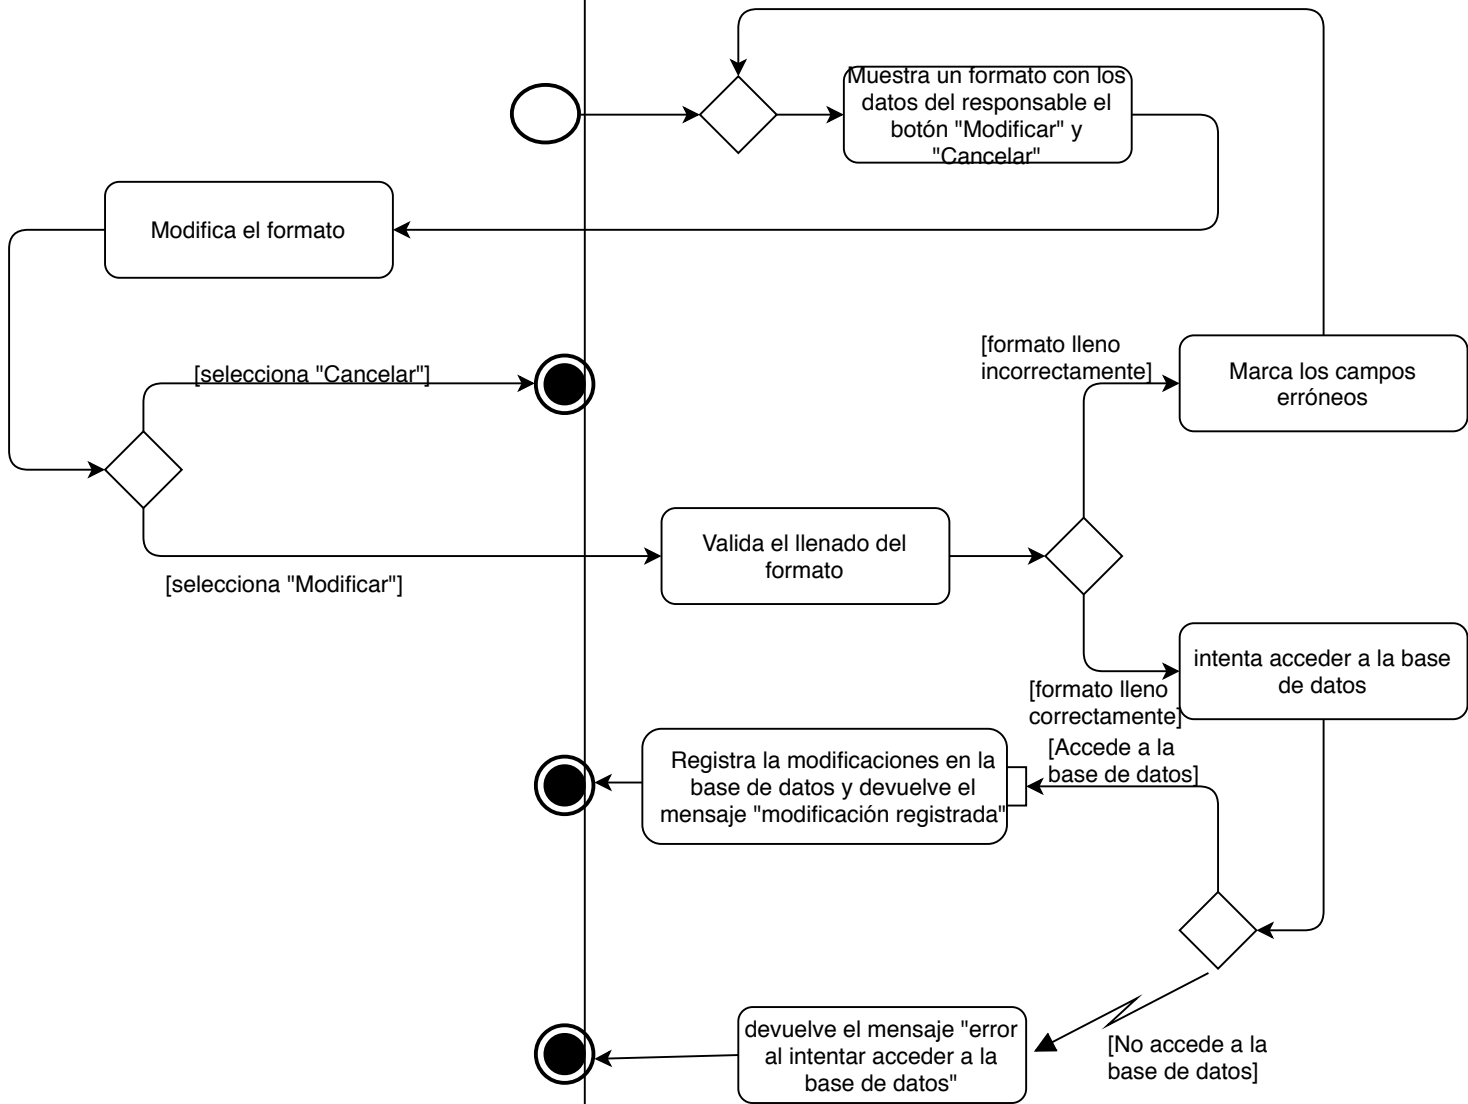 Muestra un formato con los
datos del responsable el
botón "Modificar" y
"Cancelar"
Modifica el formato
[selecciona "Cancelar"]
[formato lleno
incorrectamente]
Marca los campos
erróneos
Valida el llenado del
formato
[selecciona "Modificar"]
intenta acceder a la base
de datos
[formato lleno
correctamente]
[Accede a la
base de datos]
Registra la modificaciones en la
base de datos y devuelve el
mensaje "modificación registrada"
devuelve el mensaje "error
al intentar acceder a la
base de datos"
[No accede a la
base de datos]